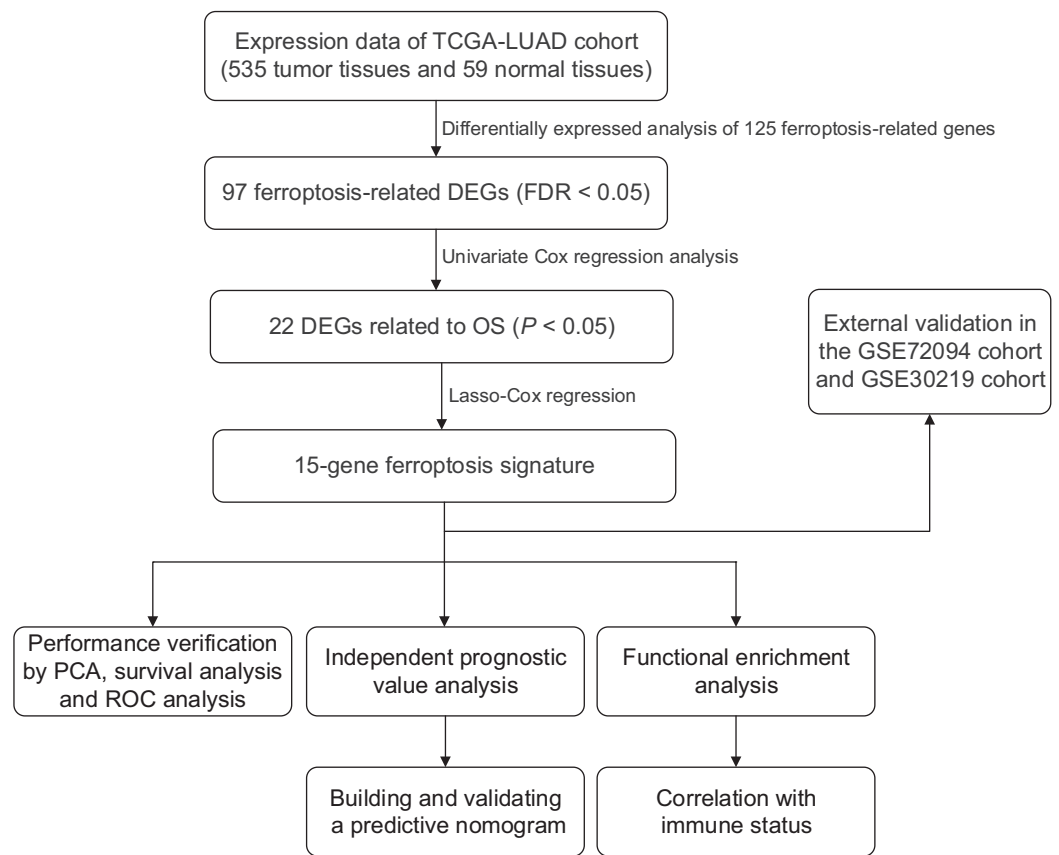 Expression data of TCGA-LUAD cohort
(535 tumor tissues and 59 normal tissues)
Differentially expressed analysis of 125 ferroptosis-related genes
97 ferroptosis-related DEGs (FDR < 0.05)
Univariate Cox regression analysis
22 DEGs related to OS (P < 0.05)
External validation in
the GSE72094 cohort
and GSE30219 cohort
Lasso-Cox regression
15-gene ferroptosis signature
Performance verification
by PCA, survival analysis
and ROC analysis
Independent prognostic
value analysis
Functional enrichment
analysis
Building and validating
a predictive nomogram
Correlation with
immune status